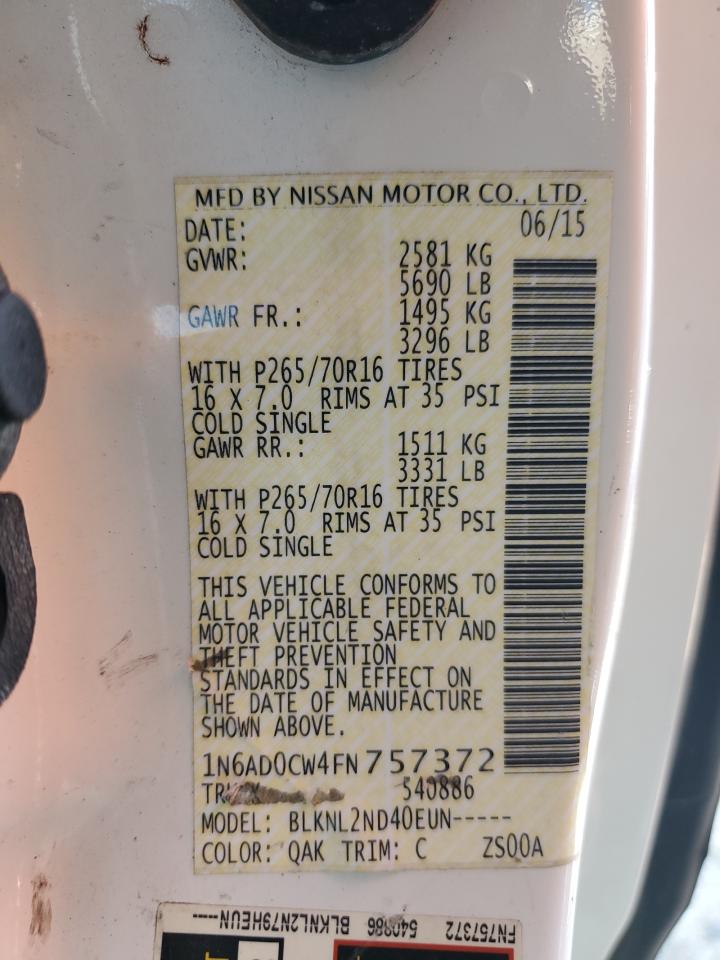 MFD BY NISSAN MOTOR CO., LTD.
DATE: 06/15
GVWR: 2581 KG
5690 LB
GAWR FR.: 1495 KG
3296 LB
WITH P265/70R16 TIRES
16 X 7.0 RIMS AT 35 PSI
COLD SINGLE
GAWR RR.: 1511 KG
3331 LB
WITH P265/70R16 TIRES
16 X 7.0 RIMS AT 35 PSI
COLD SINGLE
THIS VEHICLE CONFORMS TO
ALL APPLICABLE FEDERAL
MOTOR VEHICLE SAFETY AND
THEFT PREVENTION
STANDARDS IN EFFECT ON
THE DATE OF MANUFACTURE
SHOWN ABOVE.
1N6AD0CW4FN757372
540886
MODEL: BLKNL2ND40EUN-----
COLOR: QAK TRIM: C ZS00A
FN757372 540886 BLKNL2N79HEUN----